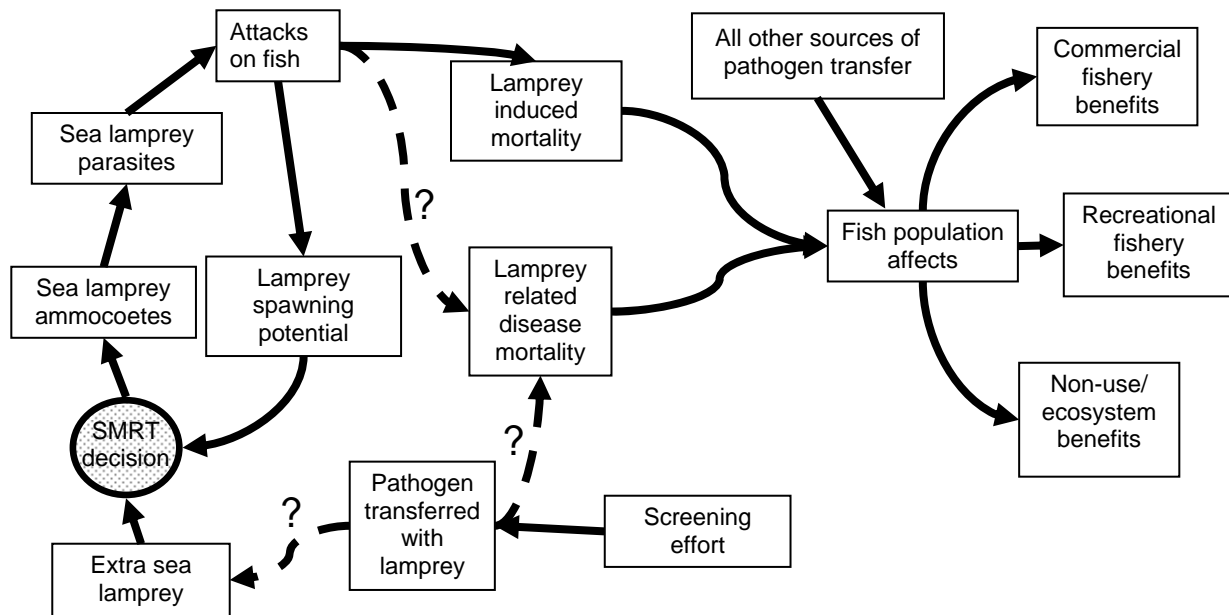 Attacks
on fish
All other sources of
pathogen transfer
Commercial
fishery
benefits
Lamprey
induced
mortality
Sea lamprey
parasites
?
Fish population
affects
Recreational
fishery
benefits
Sea lamprey
ammocoetes
Lamprey
spawning
potential
Lamprey
related
disease
mortality
Non-use/
ecosystem
benefits
SMRT
decision
?
?
Pathogen
transferred
with
lamprey
Screening
effort
Extra sea
lamprey